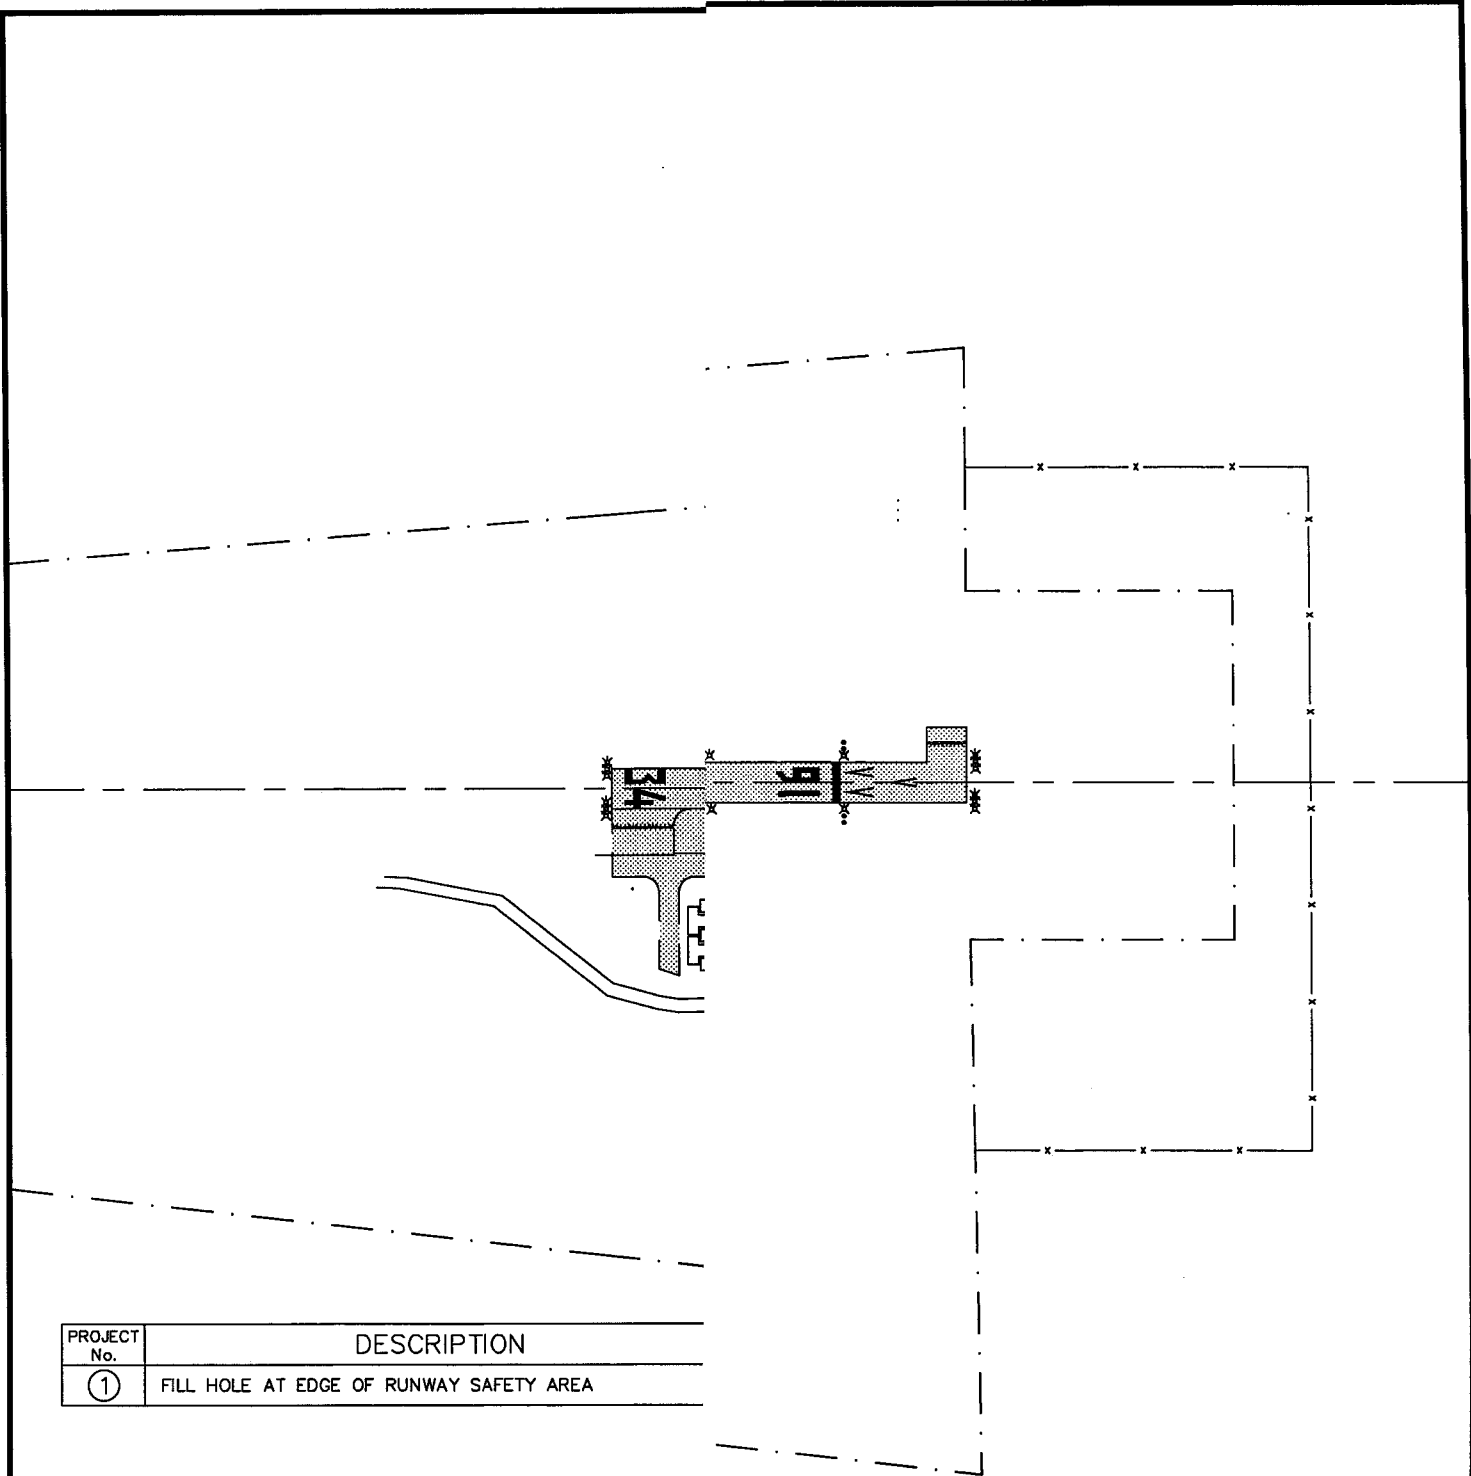 34
16
PROJECT No.
DESCRIPTION
1
FILL HOLE AT EDGE OF RUNWAY SAFETY AREA